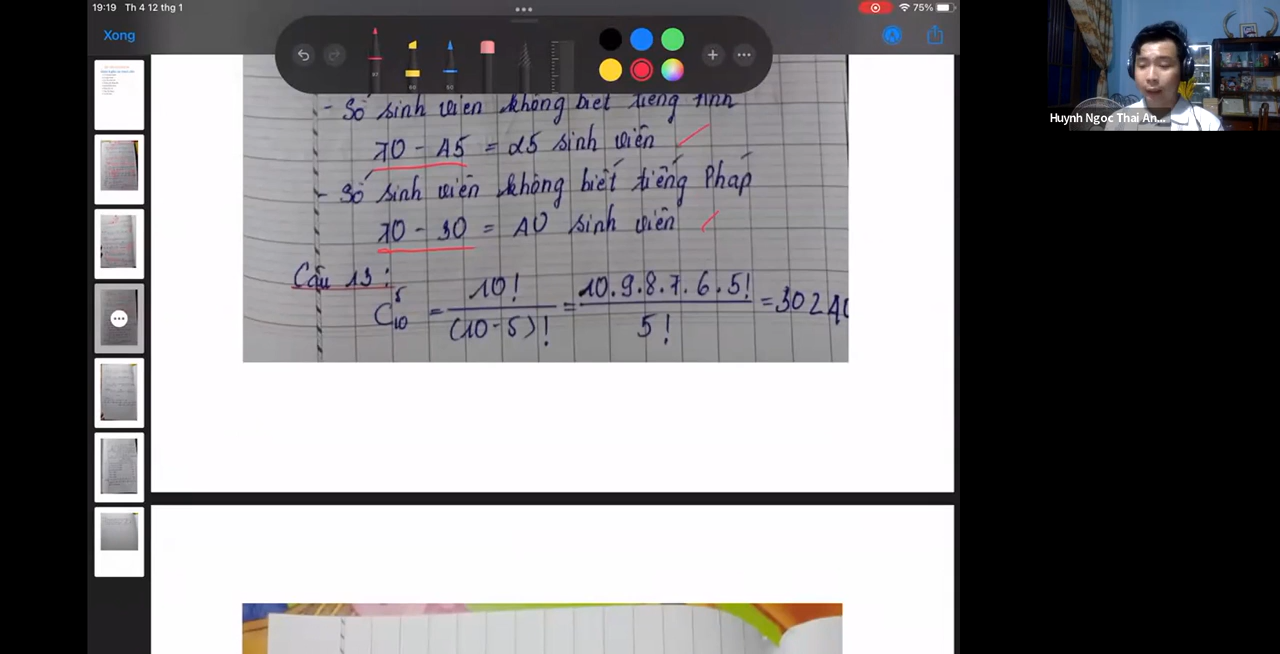 19:19 Th 4 12 thg 1
75%
Xong
Huynh Ngoc Thai An...
- Số sinh viên không biết tiếng Anh
70 - 45 = 25 sinh viên
- Số sinh viên không biết tiếng Pháp
70 - 30 = 40 sinh viên
Câu 13:
C₁₀⁵ = 10! / (10-5)! = 10.9.8.7.6.5! / 5! = 30240